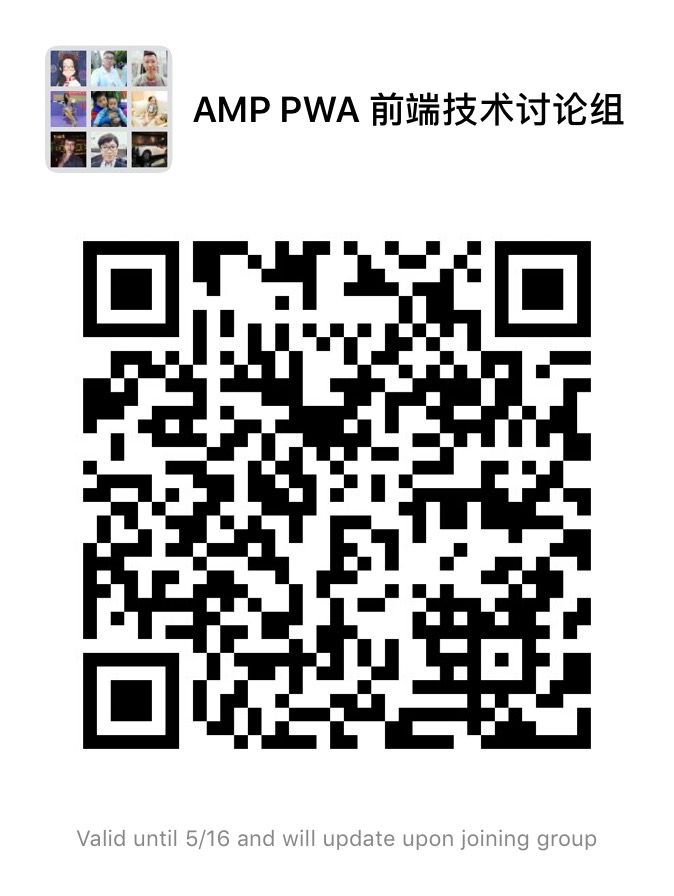 AMP PWA 前端技术讨论组
Valid until 5/16 and will update upon joining group